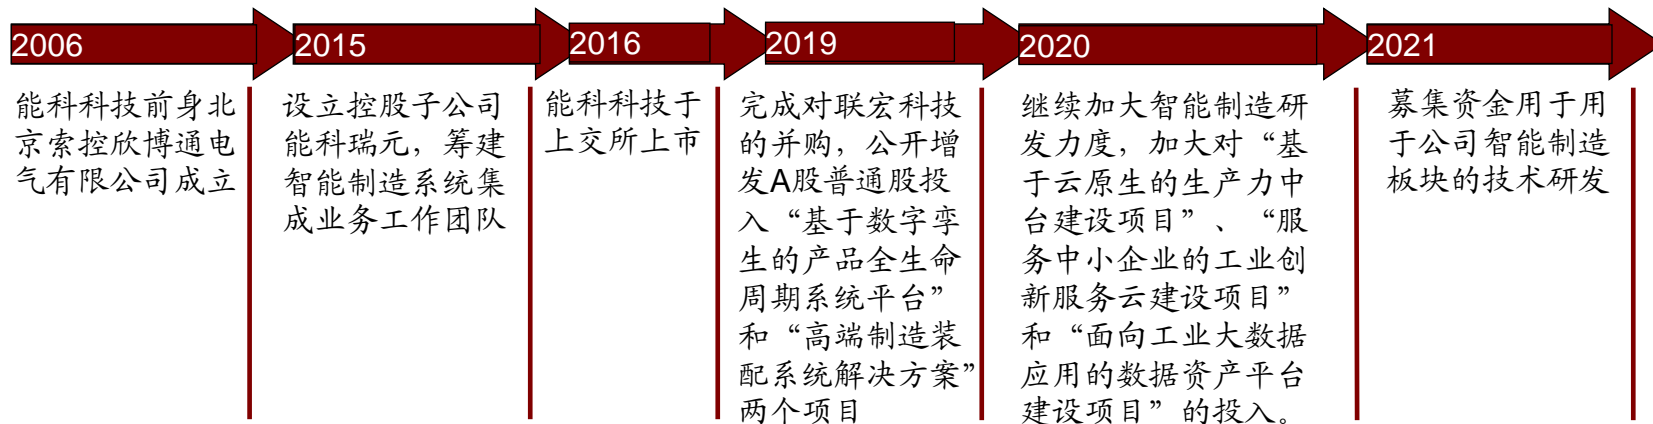 2006
能科科技前身北
京索控欣博通电
气有限公司成立
2015
设立控股子公司
能科瑞元，筹建
智能制造系统集
成业务工作团队
2016
能科科技于
上交所上市
2019
完成对联宏科技
的并购，公开增
发A股普通股投
入“基于数字孪
生的产品全生命
周期系统平台”
和“高端制造装
配系统解决方案”
两个项目
2020
继续加大智能制造研
发力度，加大对“基
于云原生的生产力中
台建设项目”、“服
务中小企业的工业创
新服务云建设项目”
和“面向工业大数据
应用的数据资产平台
建设项目”的投入。
2021
募集资金用于用
于公司智能制造
板块的技术研发